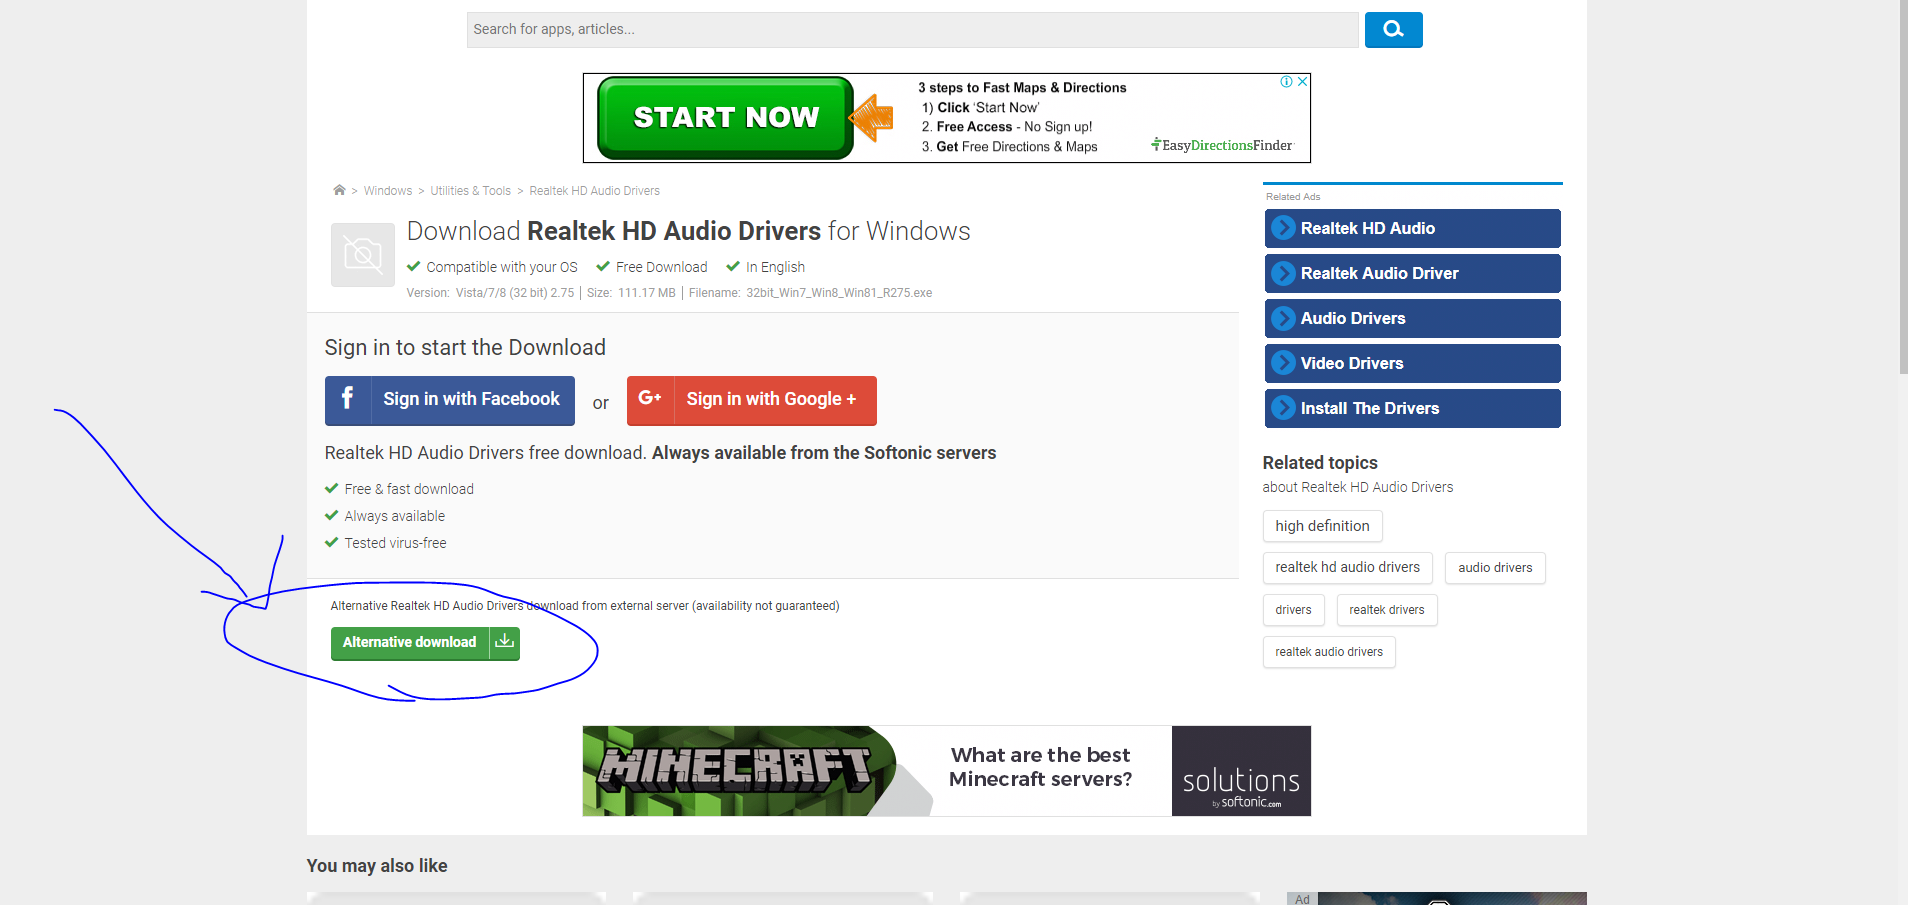 Search for apps, articles...
START NOW
3 steps to Fast Maps & Directions
1) Click 'Start Now'
2. Free Access - No Sign up!
3. Get Free Directions & Maps
EasyDirectionsFinder
> Windows > Utilities & Tools > Realtek HD Audio Drivers
Download Realtek HD Audio Drivers for Windows
Compatible with your OS Free Download In English
Version: Vista/7/8 (32 bit) 2.75 | Size: 111.17 MB | Filename: 32bit_Win7_Win8_Win81_R275.exe
Sign in to start the Download
f Sign in with Facebook or G+ Sign in with Google +
Realtek HD Audio Drivers free download. Always available from the Softonic servers
Free & fast download
Always available
Tested virus-free
Alternative Realtek HD Audio Drivers download from external server (availability not guaranteed)
Alternative download
Related Ads
Realtek HD Audio
Realtek Audio Driver
Audio Drivers
Video Drivers
Install The Drivers
Related topics
about Realtek HD Audio Drivers
high definition
realtek hd audio drivers audio drivers
drivers realtek drivers
realtek audio drivers
MINECRAFT
What are the best
Minecraft servers?
solutions
by softonic.com
You may also like
Ad